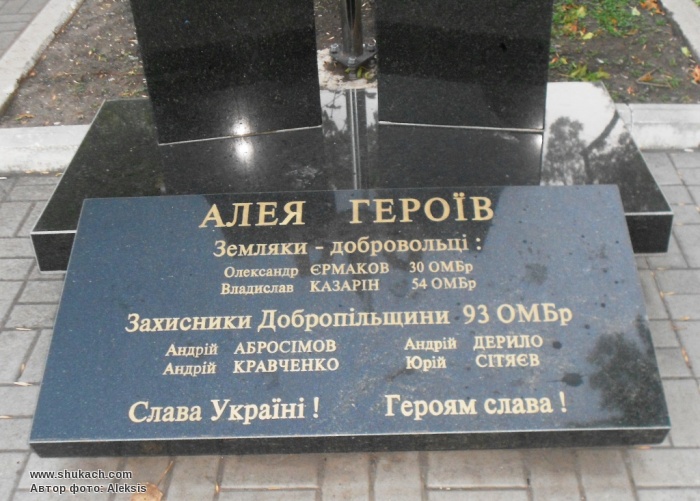 АЛЕЯ ГЕРОЇВ
Земляки - добровольці :
Олександр ЄРМАКОВ 30 ОМБр
Владислав КАЗАРІН 54 ОМБр
Захисники Добропільщини 93 ОМБр
Андрій АБРОСІМОВ Андрій ДЕРИЛО
Андрій КРАВЧЕНКО Юрій СІТЯЄВ
Слава Україні ! Героям слава !
www.shukach.com
Автор фото: Aleksis